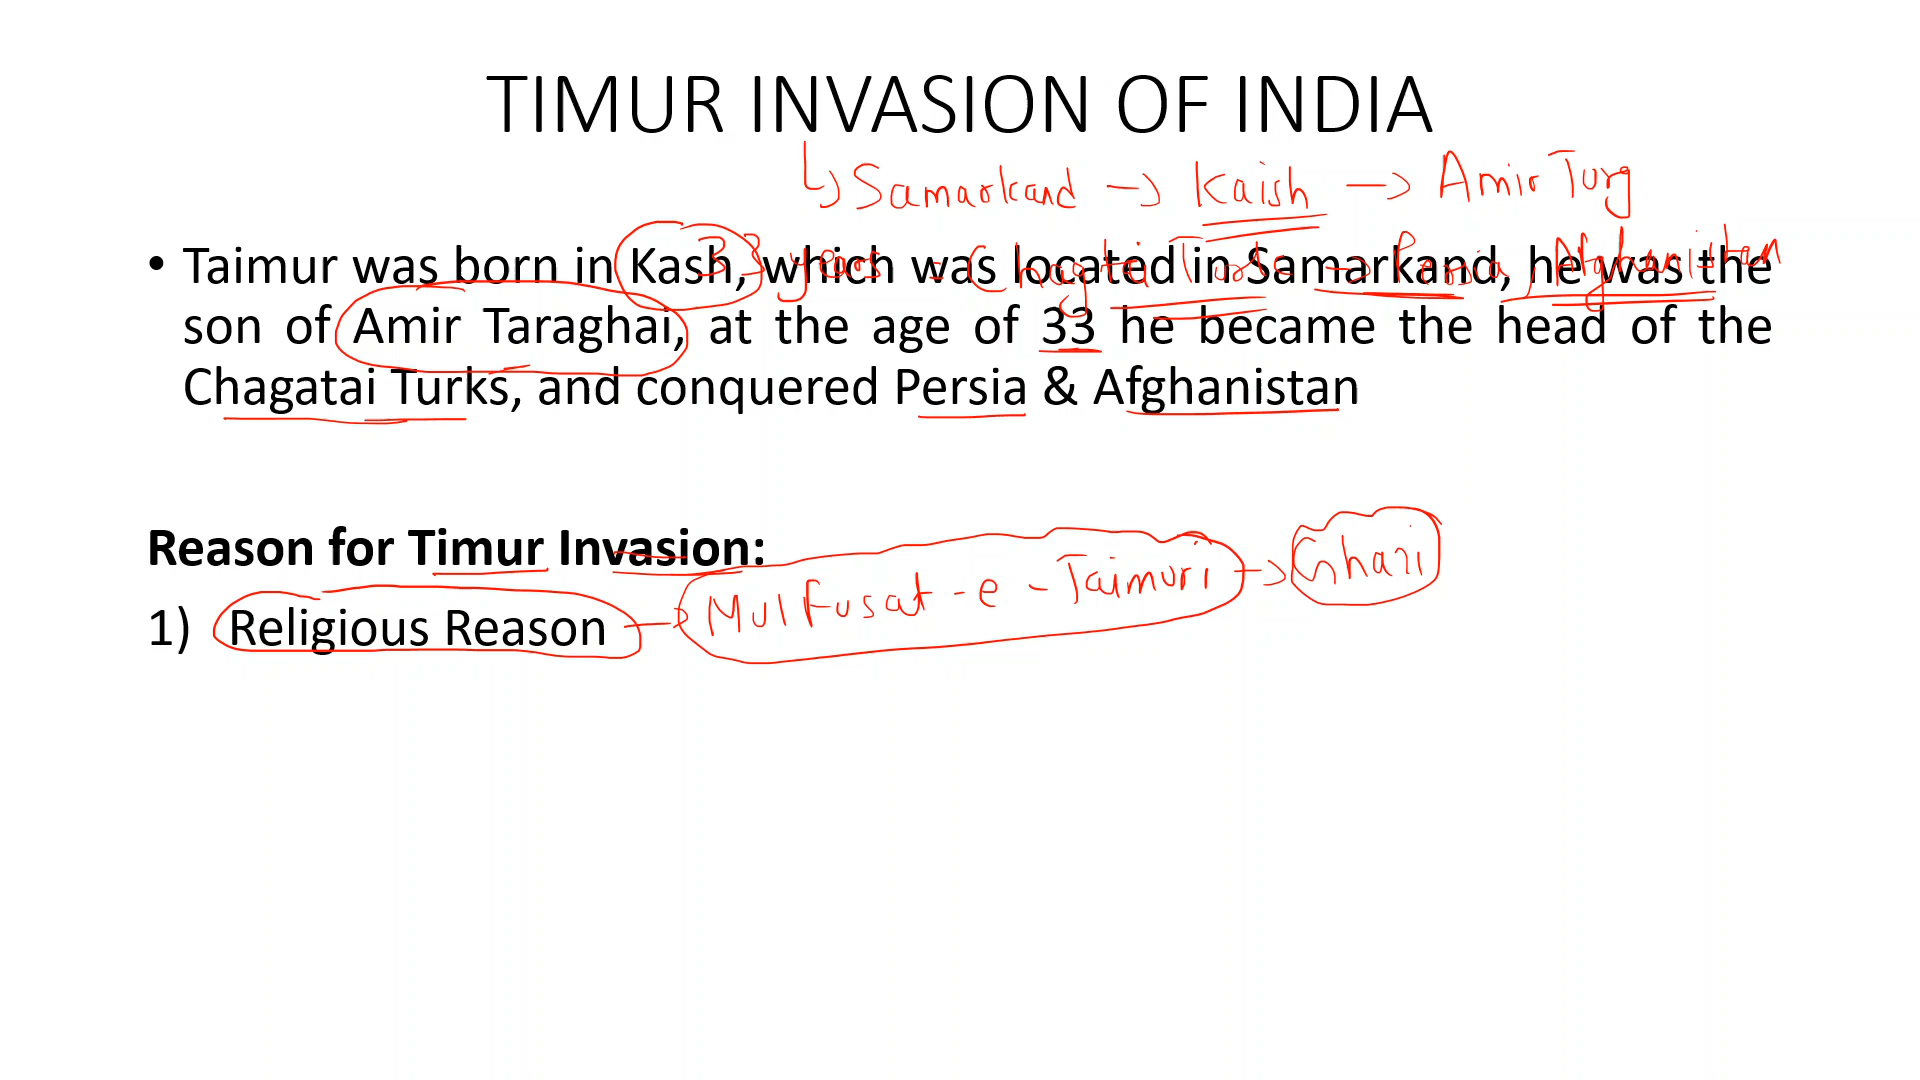 TIMUR INVASION OF INDIA
↳ Samarkand → Kaish → Amir Turg
33 years = Chagtai Turk → Persia, Afghanistan
• Taimur was born in Kash, which was located in Samarkand, he was the
son of Amir Taraghai, at the age of 33 he became the head of the
Chagatai Turks, and conquered Persia & Afghanistan
Reason for Timur Invasion:
1) Religious Reason → Mulfusat-e-Taimuri → Ghazi